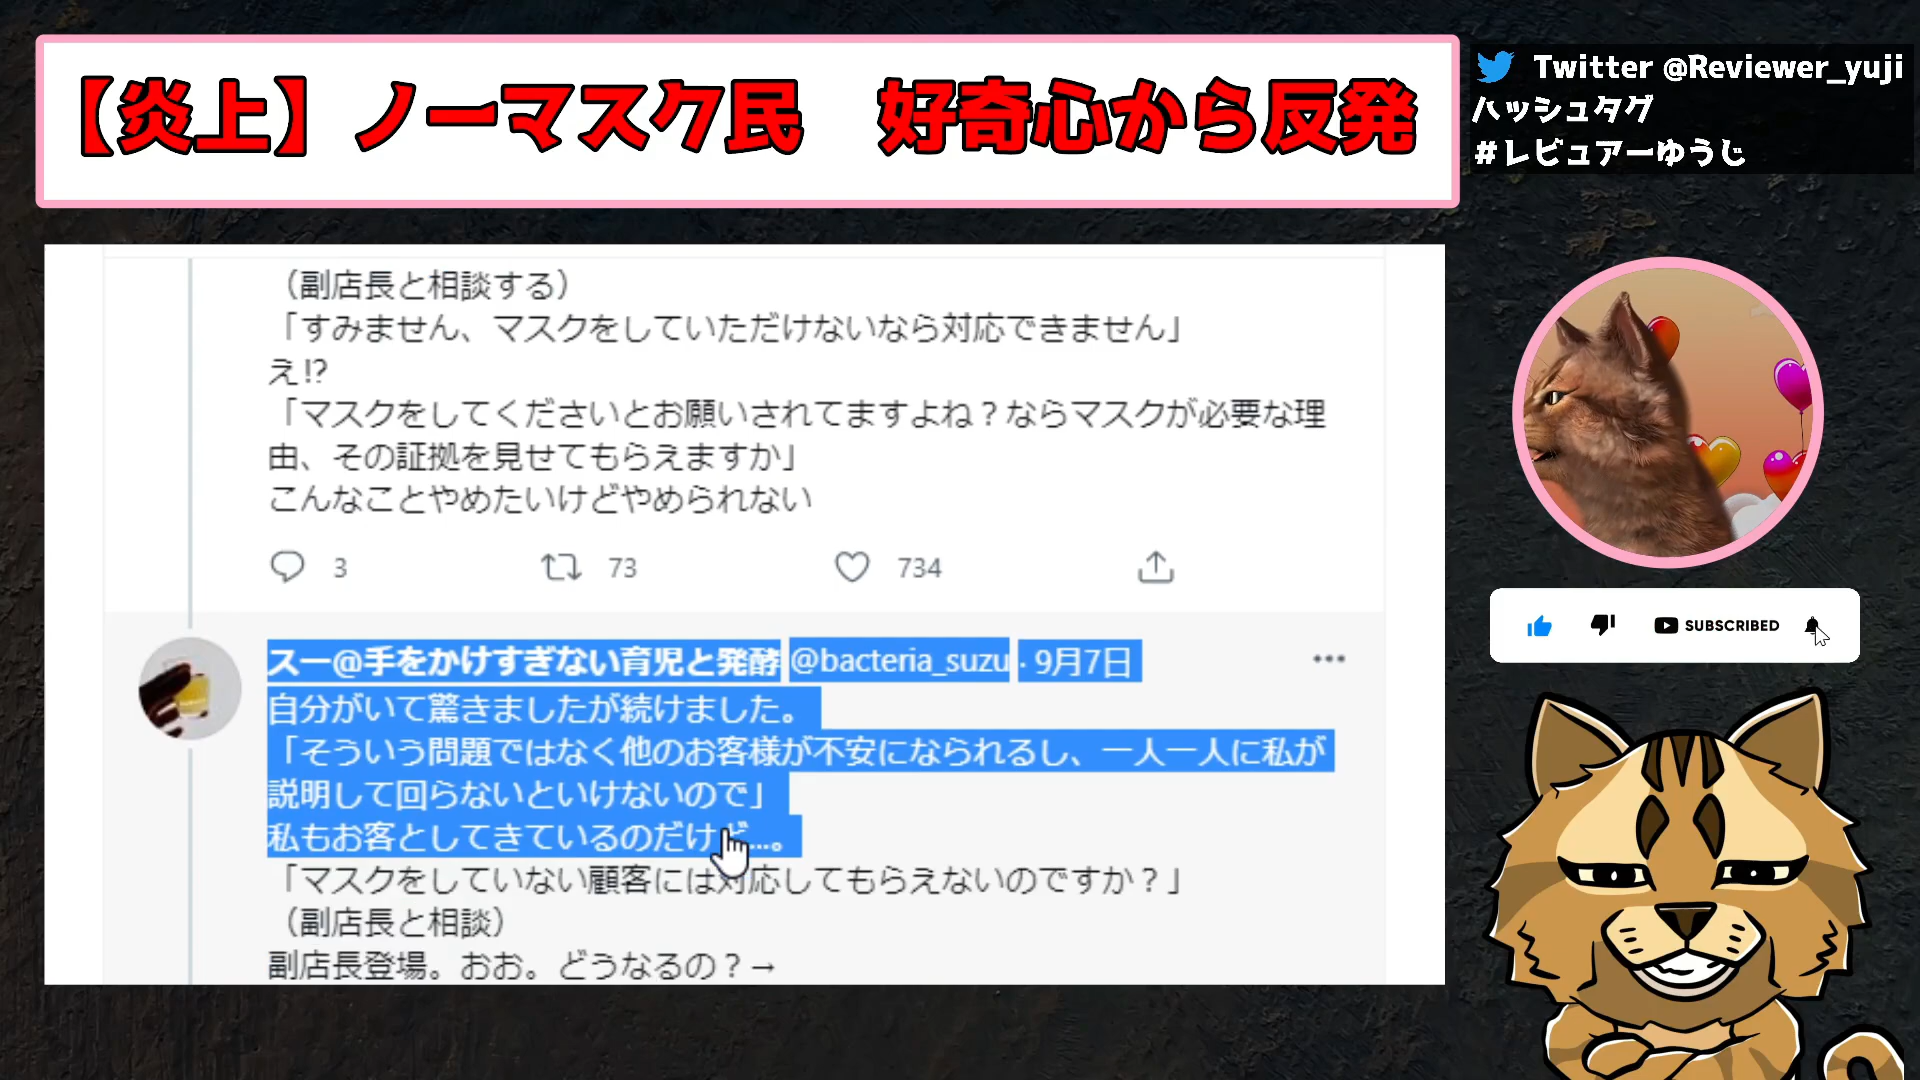 【炎上】ノーマスク民　好奇心から反発
Twitter @Reviewer_yuji
ハッシュタグ
#レビュアーゆうじ
（副店長と相談する）
「すみません、マスクをしていただけないなら対応できません」
え⁉
「マスクをしてくださいとお願いされてますよね？ならマスクが必要な理
由、その証拠を見せてもらえますか」
こんなことやめたいけどやめられない
3 73 734
スー@手をかけすぎない育児と発酵 @bacteria_suzu · 9月7日
自分がいて驚きましたが続けました。
「そういう問題ではなく他のお客様が不安になられるし、一人一人に私が
説明して回らないといけないので」
私もお客としてきているのだけど...。
「マスクをしていない顧客には対応してもらえないのですか？」
（副店長と相談）
副店長登場。おお。どうなるの？→
SUBSCRIBED